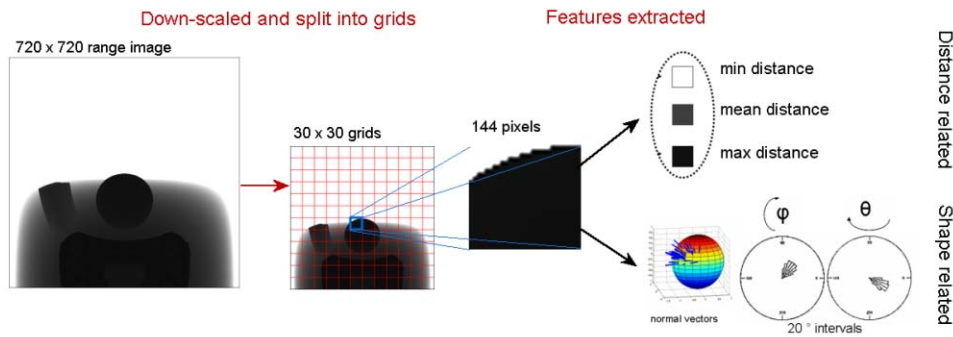 Down-scaled and split into grids
Features extracted
720 x 720 range image
30 x 30 grids
144 pixels
min distance
mean distance
max distance
Distance related
φ
θ
normal vectors
20 ° intervals
Shape related